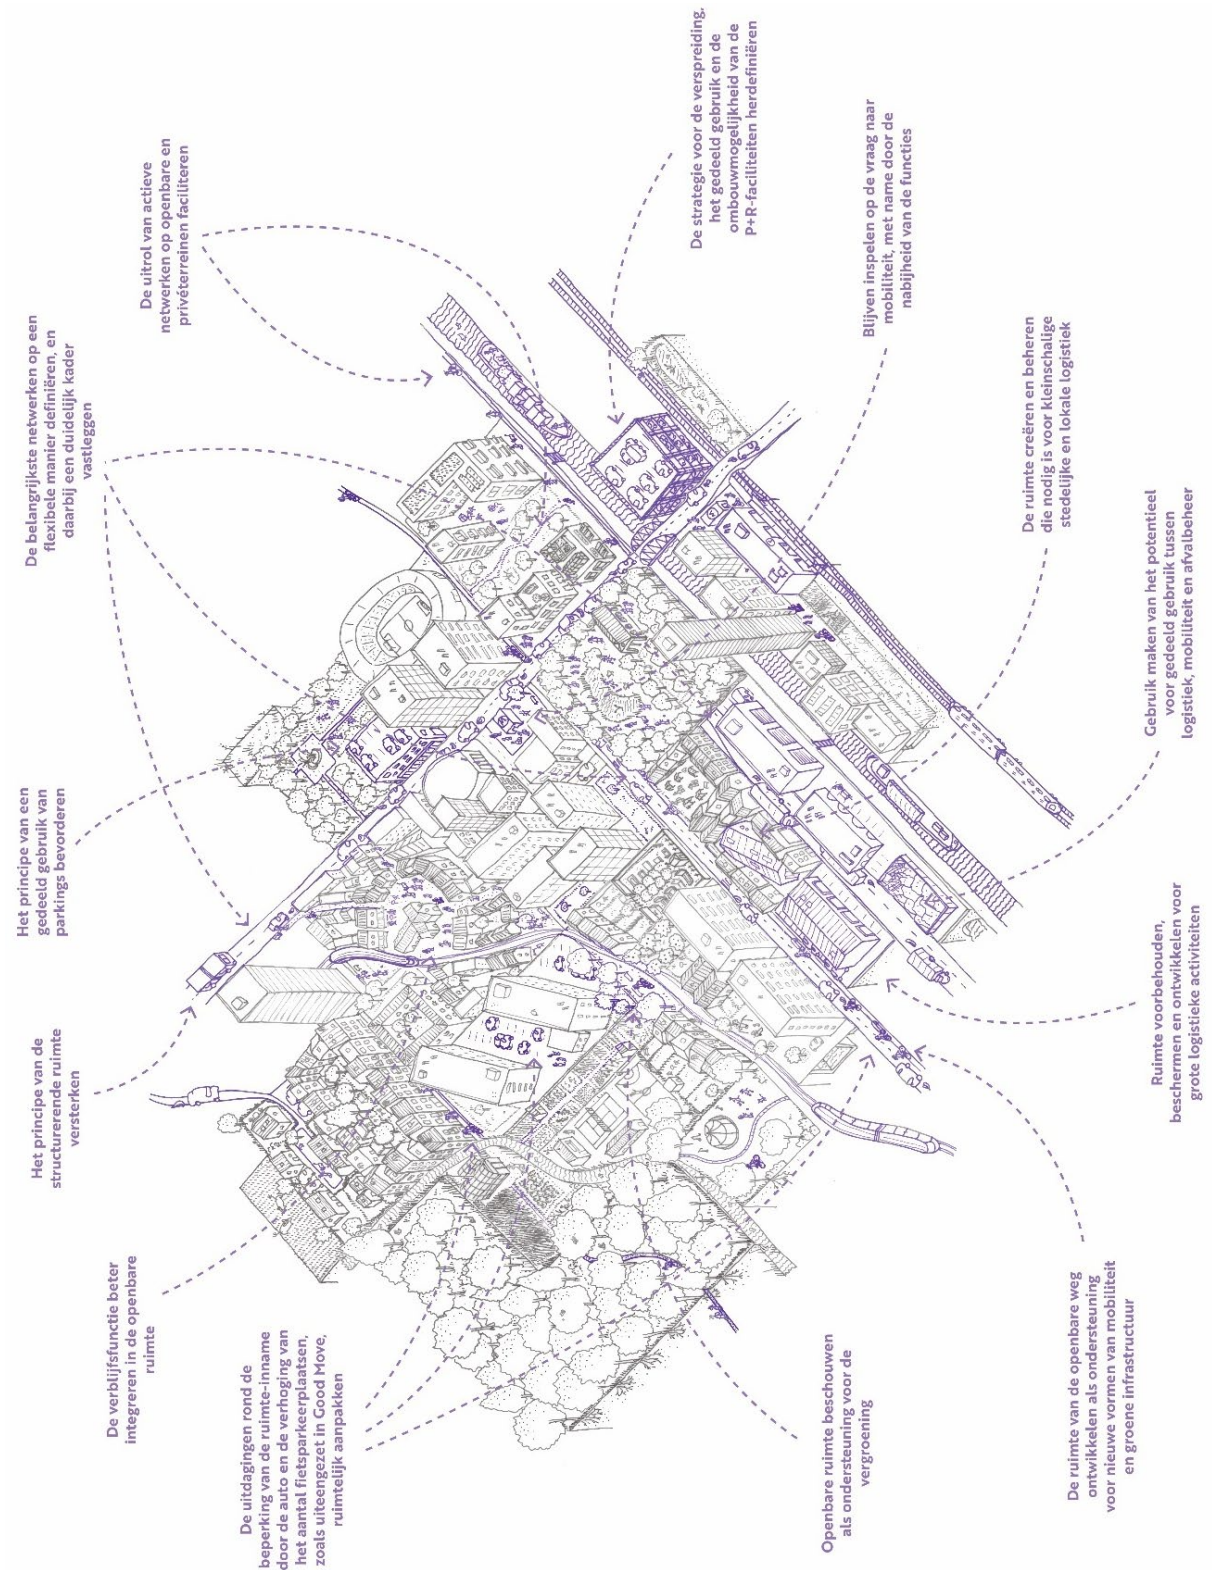 De uitdagingen rond de
beperking van de ruimte-inname
door de auto en de verhoging van
het aantal fietsparkeerplaatsen,
zoals uiteengezet in Good Move,
ruimtelijk aanpakken
De verblijfsfunctie beter
integreren in de openbare
ruimte
Het principe van de
structurerende ruimte
versterken
Het principe van een
gedeeld gebruik van
parkings bevorderen
De belangrijkste netwerken op een
flexibele manier definiëren, en
daarbij een duidelijk kader
vastleggen
De uitrol van actieve
netwerken op openbare en
privéterreinen faciliteren
De strategie voor de verspreiding,
het gedeeld gebruik en de
ombouwmogelijkheid van de
P+R-faciliteiten herdefiniëren
Blijven inspelen op de vraag naar
mobiliteit, met name door de
nabijheid van de functies
De ruimte creëren en beheren
die nodig is voor kleinschalige
stedelijke en lokale logistiek
Gebruik maken van het potentieel
voor gedeeld gebruik tussen
logistiek, mobiliteit en afvalbeheer
Ruimte voorbehouden,
beschermen en ontwikkelen voor
grote logistieke activiteiten
De ruimte van de openbare weg
ontwikkelen als ondersteuning
voor nieuwe vormen van mobiliteit
en groene infrastructuur
Openbare ruimte beschouwen
als ondersteuning voor de
vergroening